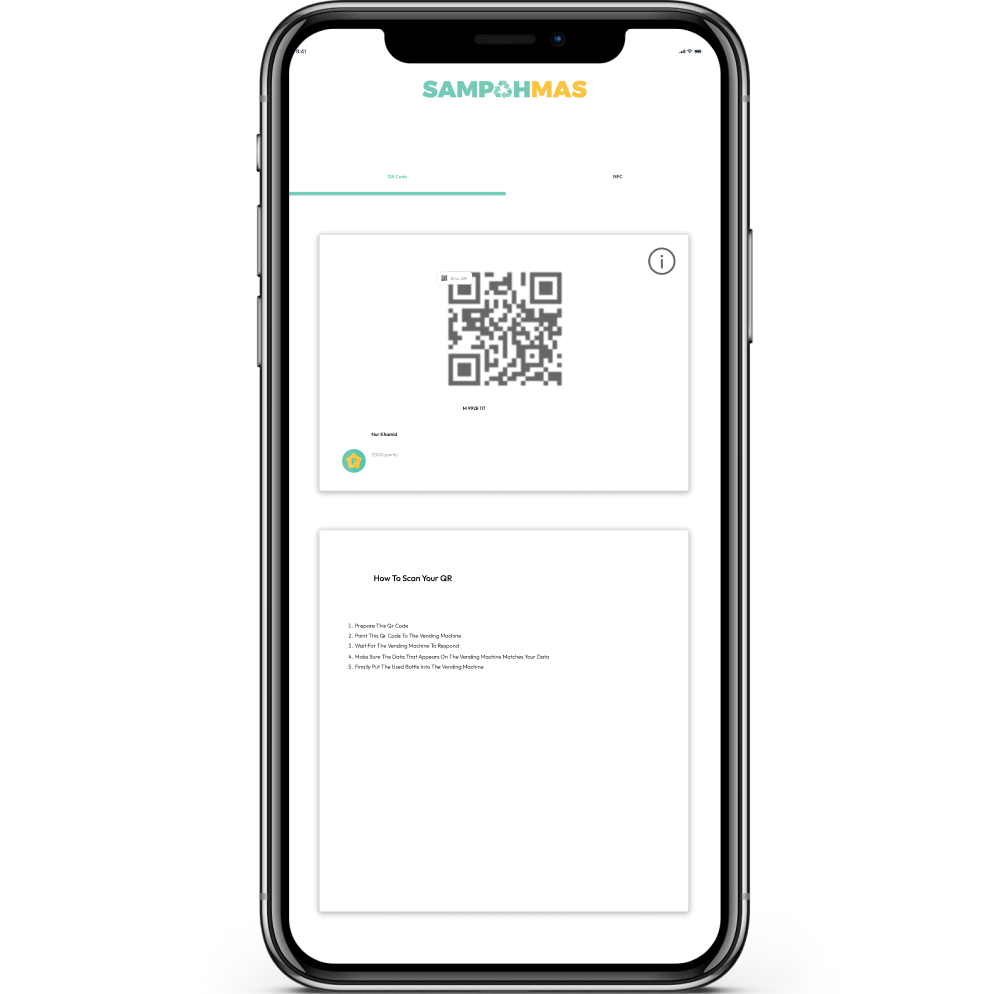 9:41
SAMPAHMAS
QR Code
NFC
M 9928 117
Nur Khamid
2000 points
How To Scan Your QR
1. Prepare This Qr Code
2. Point This Qr Code To The Vending Machine
3. Wait For The Vending Machine To Respond
4. Make Sure The Data That Appears On The Vending Machine Matches Your Data
5. Finally Put The Used Bottle Into The Vending Machine